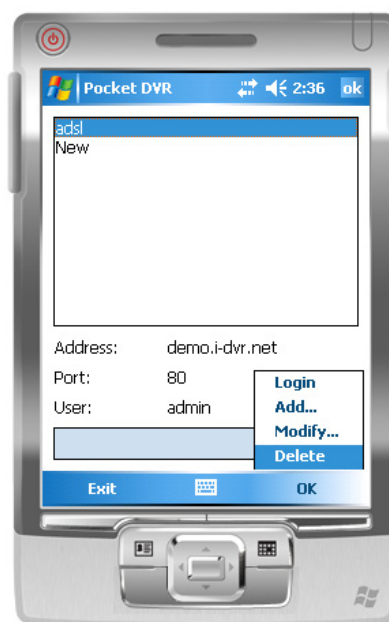 Pocket DVR 2:36 ok
adsl
New
Address: demo.i-dvr.net
Port: 80
User: admin
Login
Add...
Modify...
Delete
Exit OK